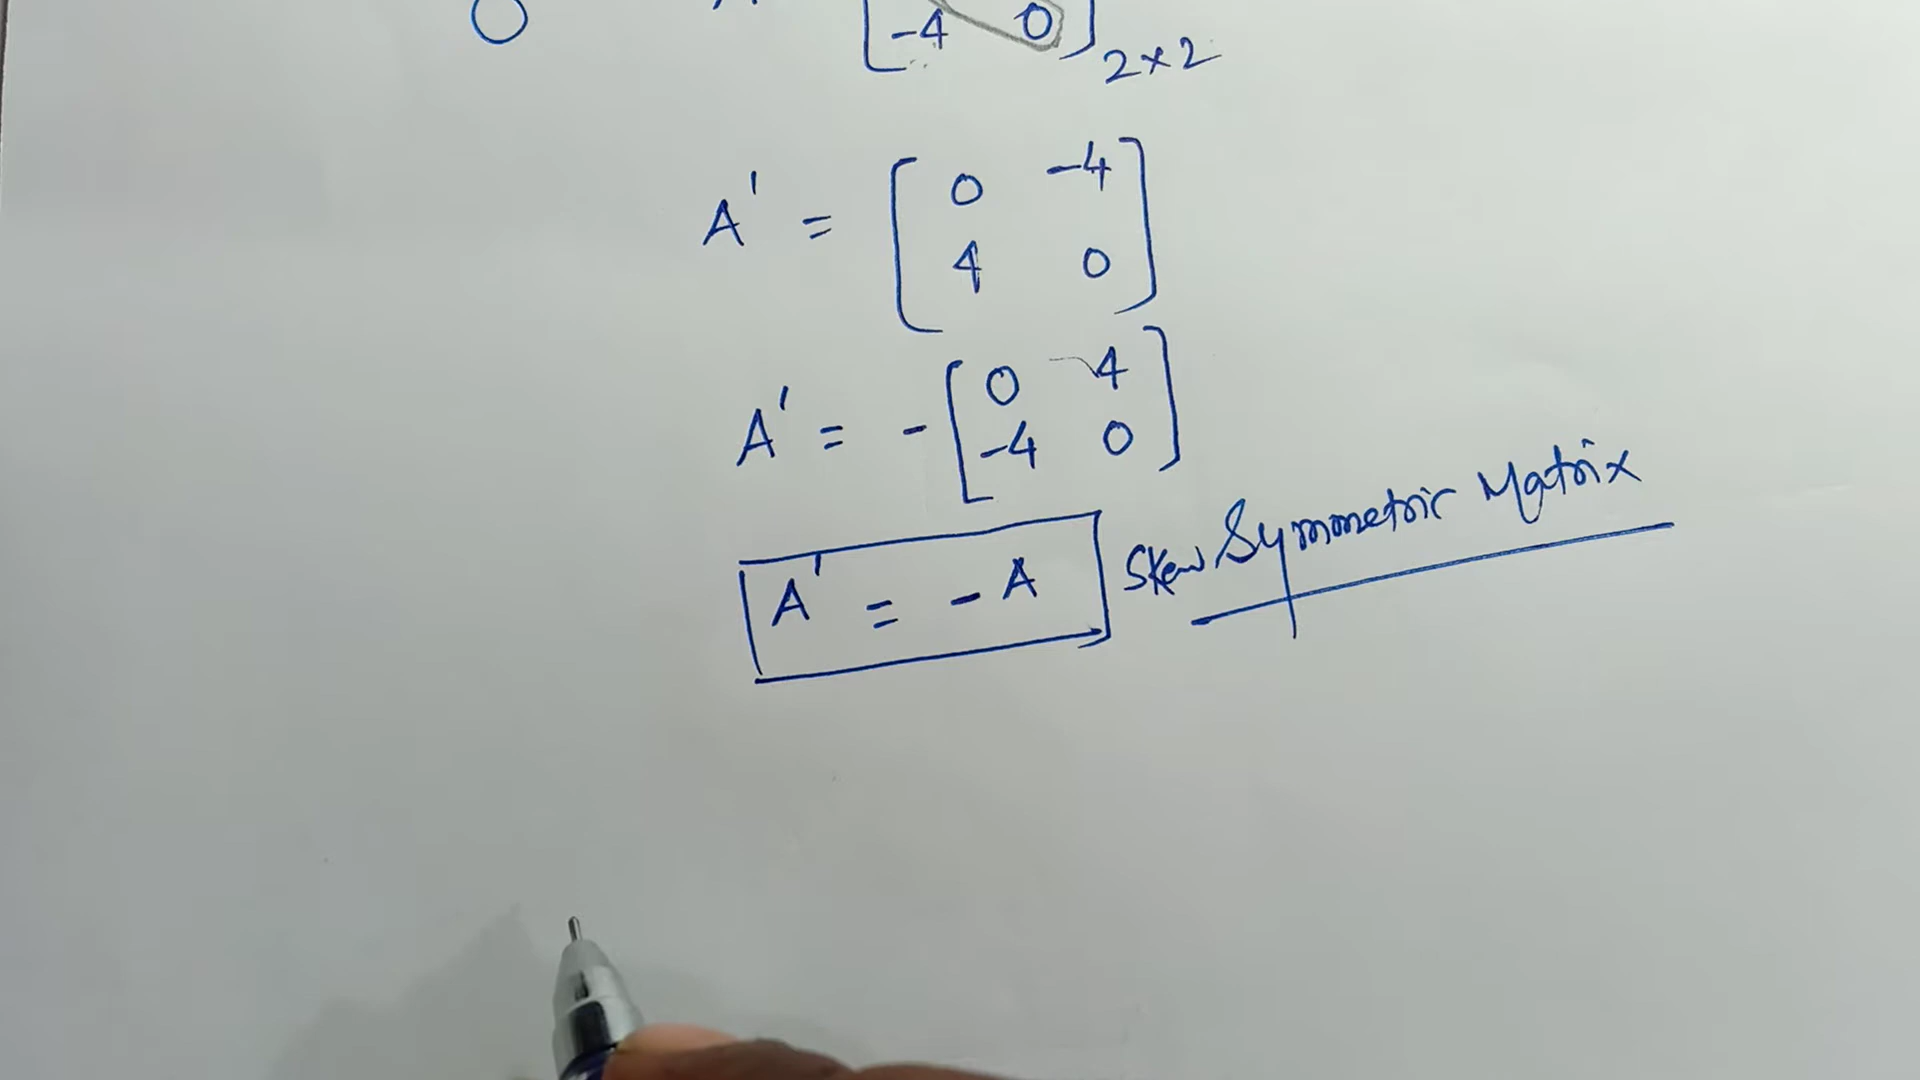 -4 0
2×2
A' =
0 -4
4 0
A' = -
0 4
-4 0
A' = - A
Skew Symmetric Matrix